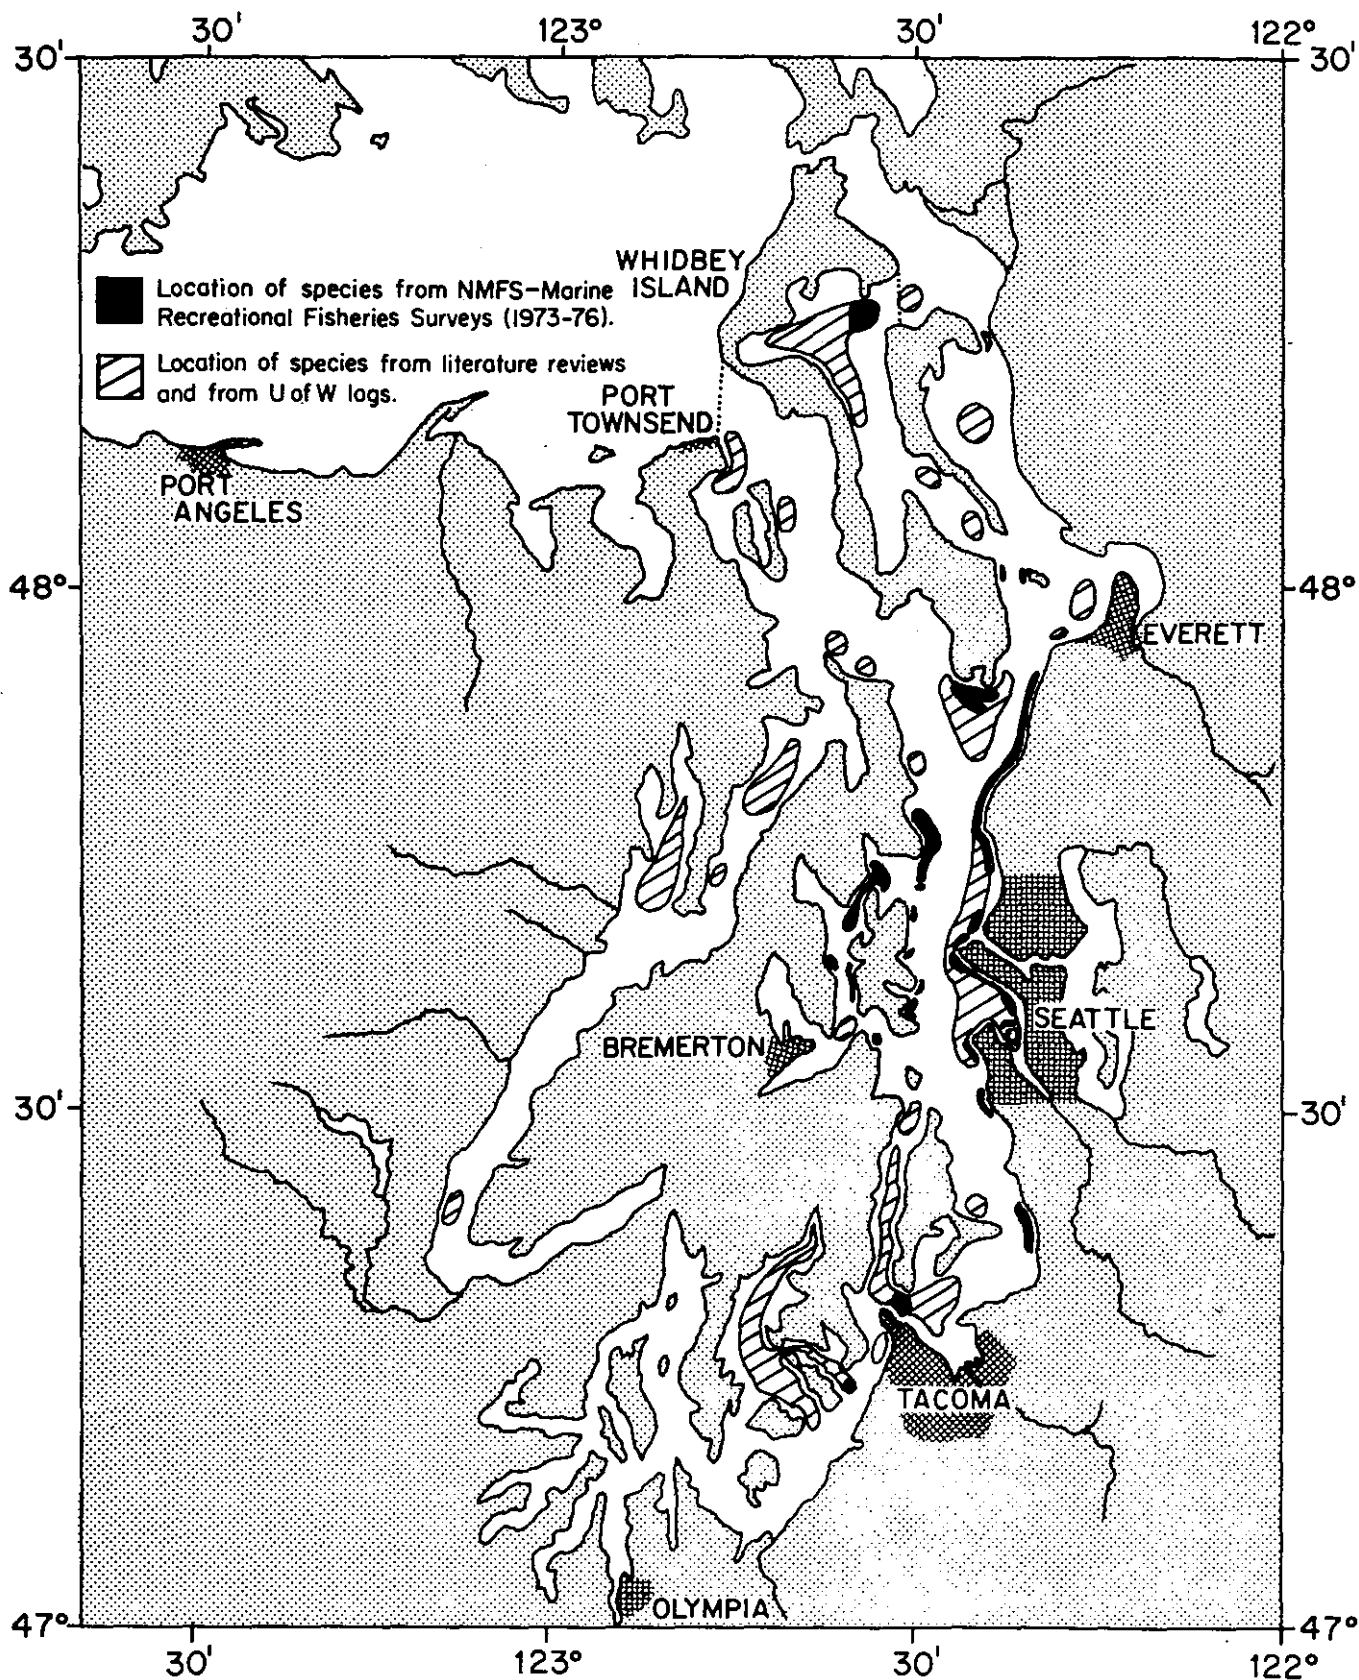 30' 123° 30' 122°
30' 30'
WHIDBEY
ISLAND
Location of species from NMFS-Marine
Recreational Fisheries Surveys (1973-76).
Location of species from literature reviews
and from U of W logs.
PORT
TOWNSEND
PORT
ANGELES
48° 48°
EVERETT
SEATTLE
BREMERTON
30' 30'
TACOMA
OLYMPIA
47° 47°
30' 123° 30' 122°